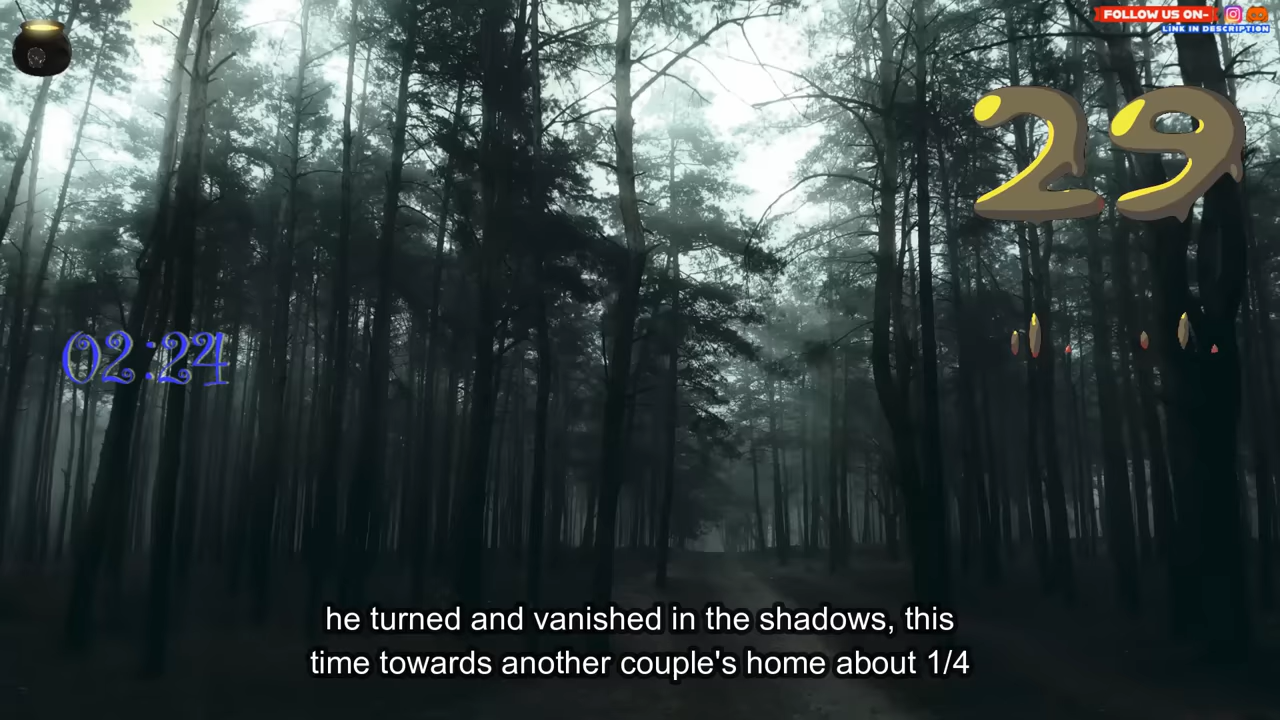 FOLLOW US ON-
LINK IN DESCRIPTION
29
02:24
he turned and vanished in the shadows, this
time towards another couple's home about 1/4